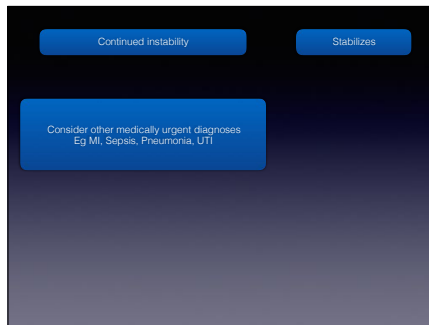 Continued instability
Stabilizes
Consider other medically urgent diagnoses
Eg MI, Sepsis, Pneumonia, UTI